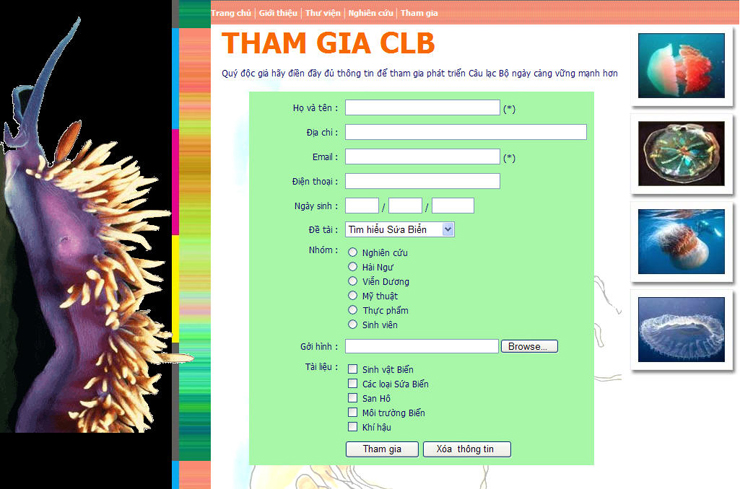 Trang chủ | Giới thiệu | Thư viện | Nghiên cứu | Tham gia
THAM GIA CLB
Quý độc giả hãy điền đầy đủ thông tin để tham gia phát triển Câu lạc Bộ ngày càng vững mạnh hơn
Họ và tên : (*)
Địa chỉ :
Email : (*)
Điện thoại :
Ngày sinh : / /
Đề tài : Tìm hiểu Sứa Biển
Nhóm : Nghiên cứu
Hải Ngư
Viễn Dương
Mỹ thuật
Thực phẩm
Sinh viên
Gởi hình : Browse...
Tài liệu : Sinh vật Biển
Các loại Sứa Biển
San Hô
Môi trường Biển
Khí hậu
Tham gia Xóa thông tin